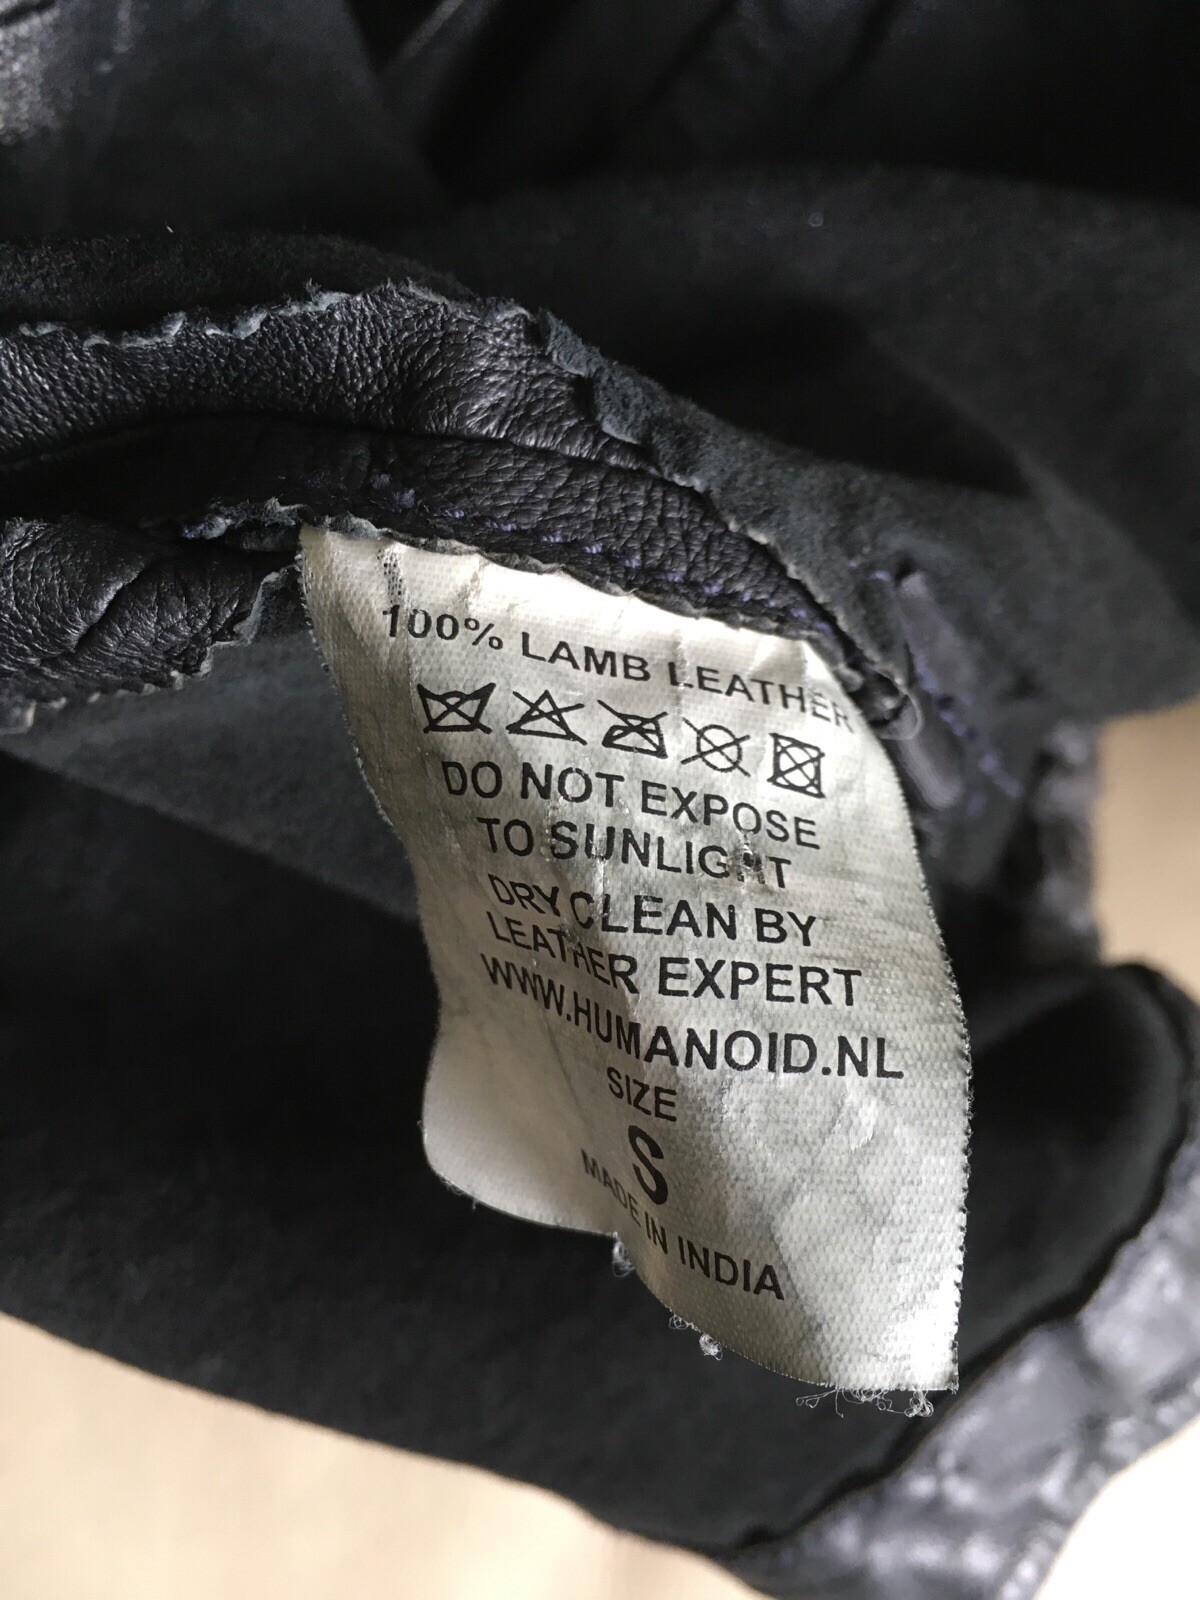 100% LAMB LEATHER
DO NOT EXPOSE
TO SUNLIGHT
DRY CLEAN BY
LEATHER EXPERT
WWW.HUMANOID.NL
SIZE
S
MADE IN INDIA